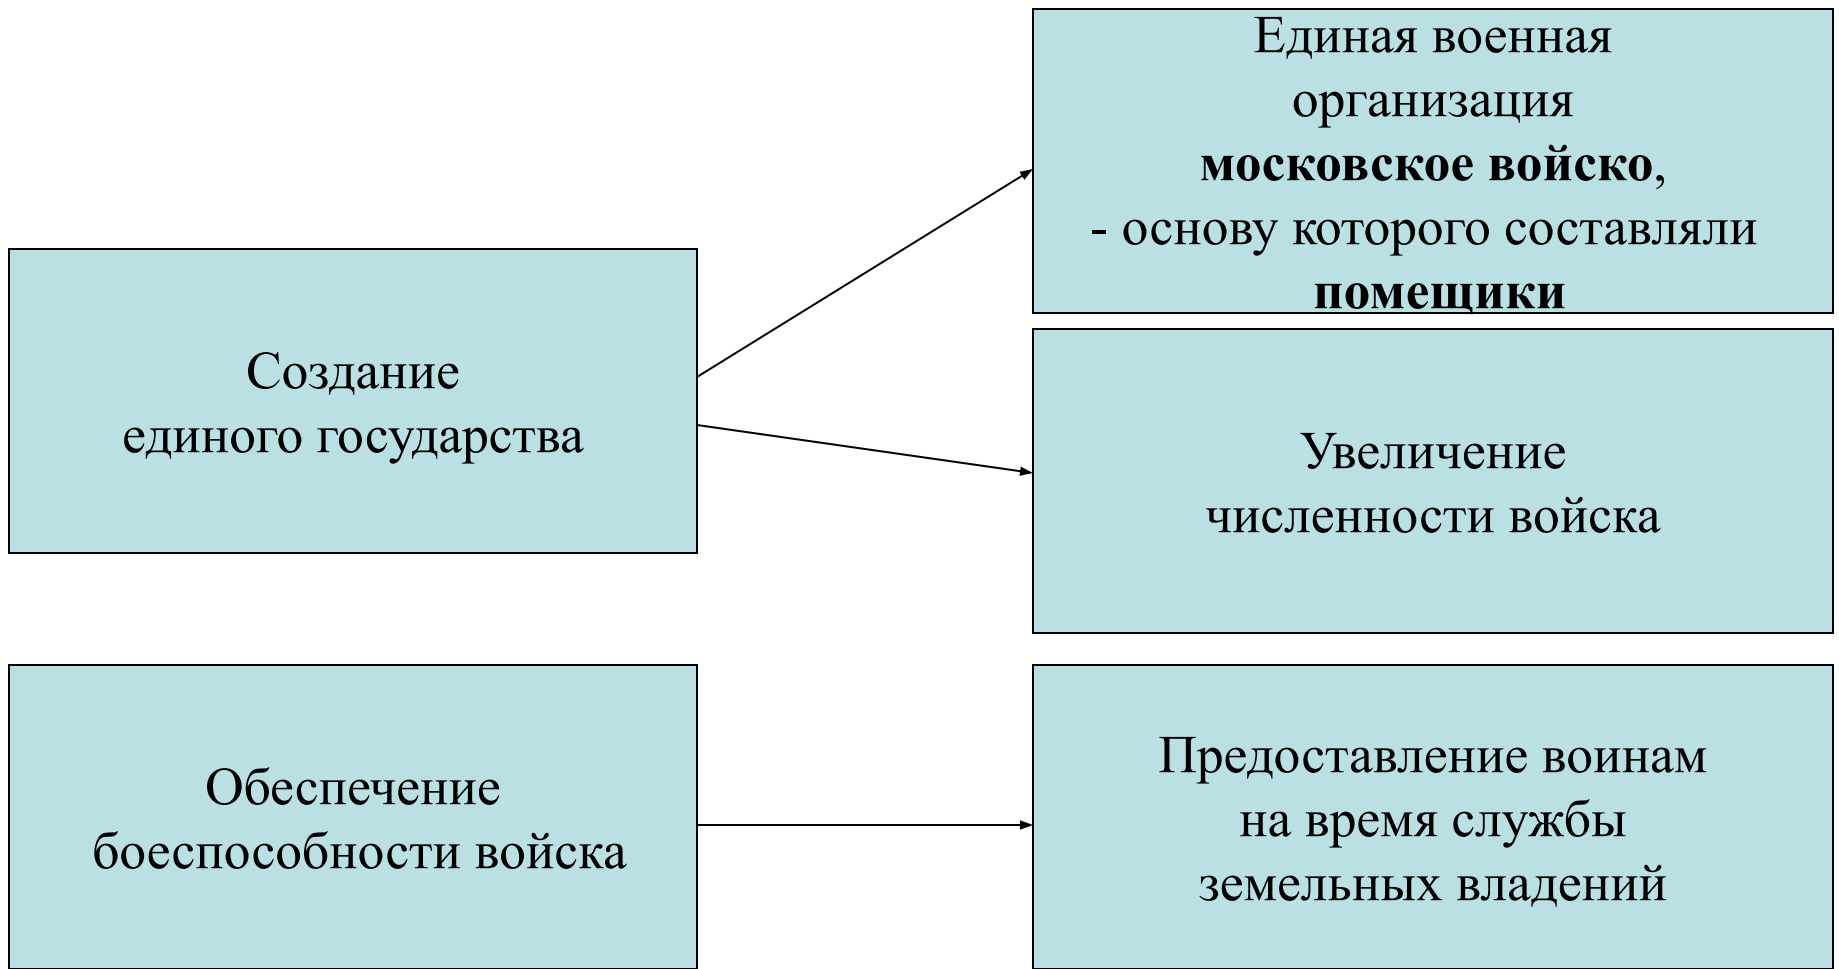 Единая военная
организация
московское войско,
- основу которого составляли
помещики
Создание
единого государства
Увеличение
численности войска
Обеспечение
боеспособности войска
Предоставление воинам
на время службы
земельных владений